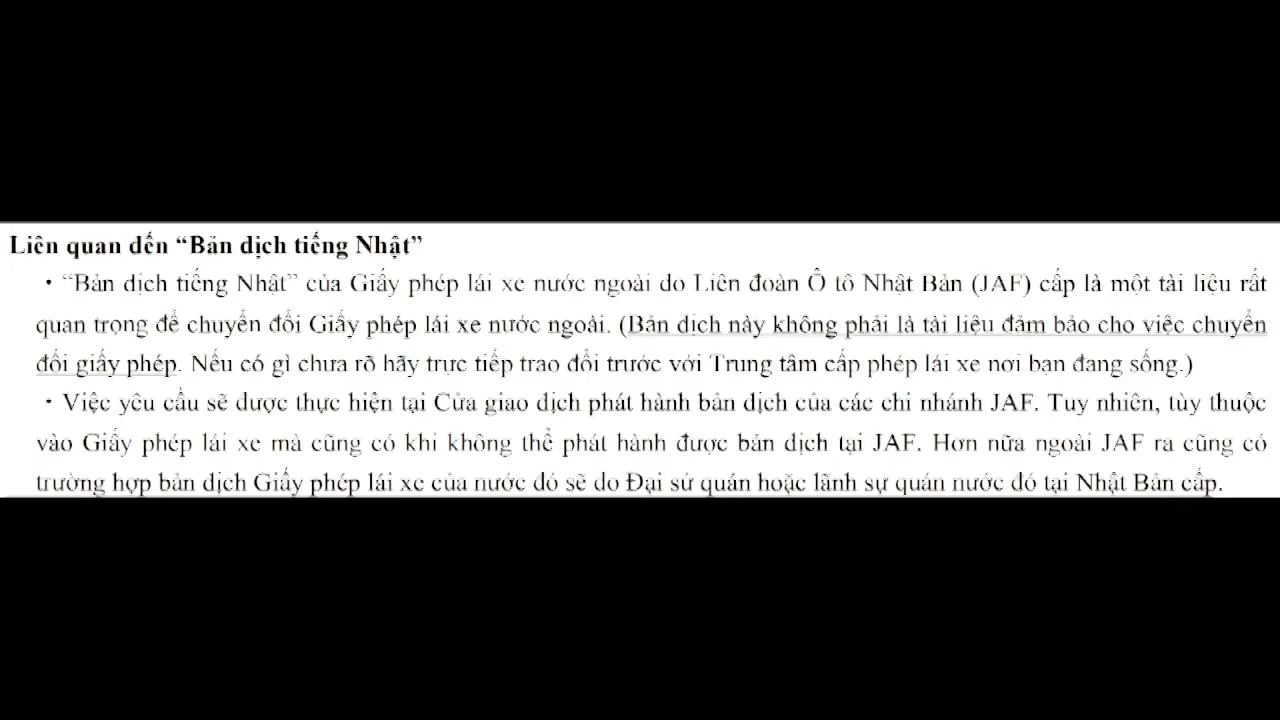 Liên quan đến “Bản dịch tiếng Nhật”
・“Bản dịch tiếng Nhật” của Giấy phép lái xe nước ngoài do Liên đoàn Ô tô Nhật Bản (JAF) cấp là một tài liệu rất
quan trọng để chuyển đổi Giấy phép lái xe nước ngoài. (Bản dịch này không phải là tài liệu đảm bảo cho việc chuyển
đổi giấy phép. Nếu có gì chưa rõ hãy trực tiếp trao đổi trước với Trung tâm cấp phép lái xe nơi bạn đang sống.)
・Việc yêu cầu sẽ được thực hiện tại Cửa giao dịch phát hành bản dịch của các chi nhánh JAF. Tuy nhiên, tùy thuộc
vào Giấy phép lái xe mà cũng có khi không thể phát hành được bản dịch tại JAF. Hơn nữa ngoài JAF ra cũng có
trường hợp bản dịch Giấy phép lái xe của nước đó sẽ do Đại sứ quán hoặc lãnh sự quán nước đó tại Nhật Bản cấp.